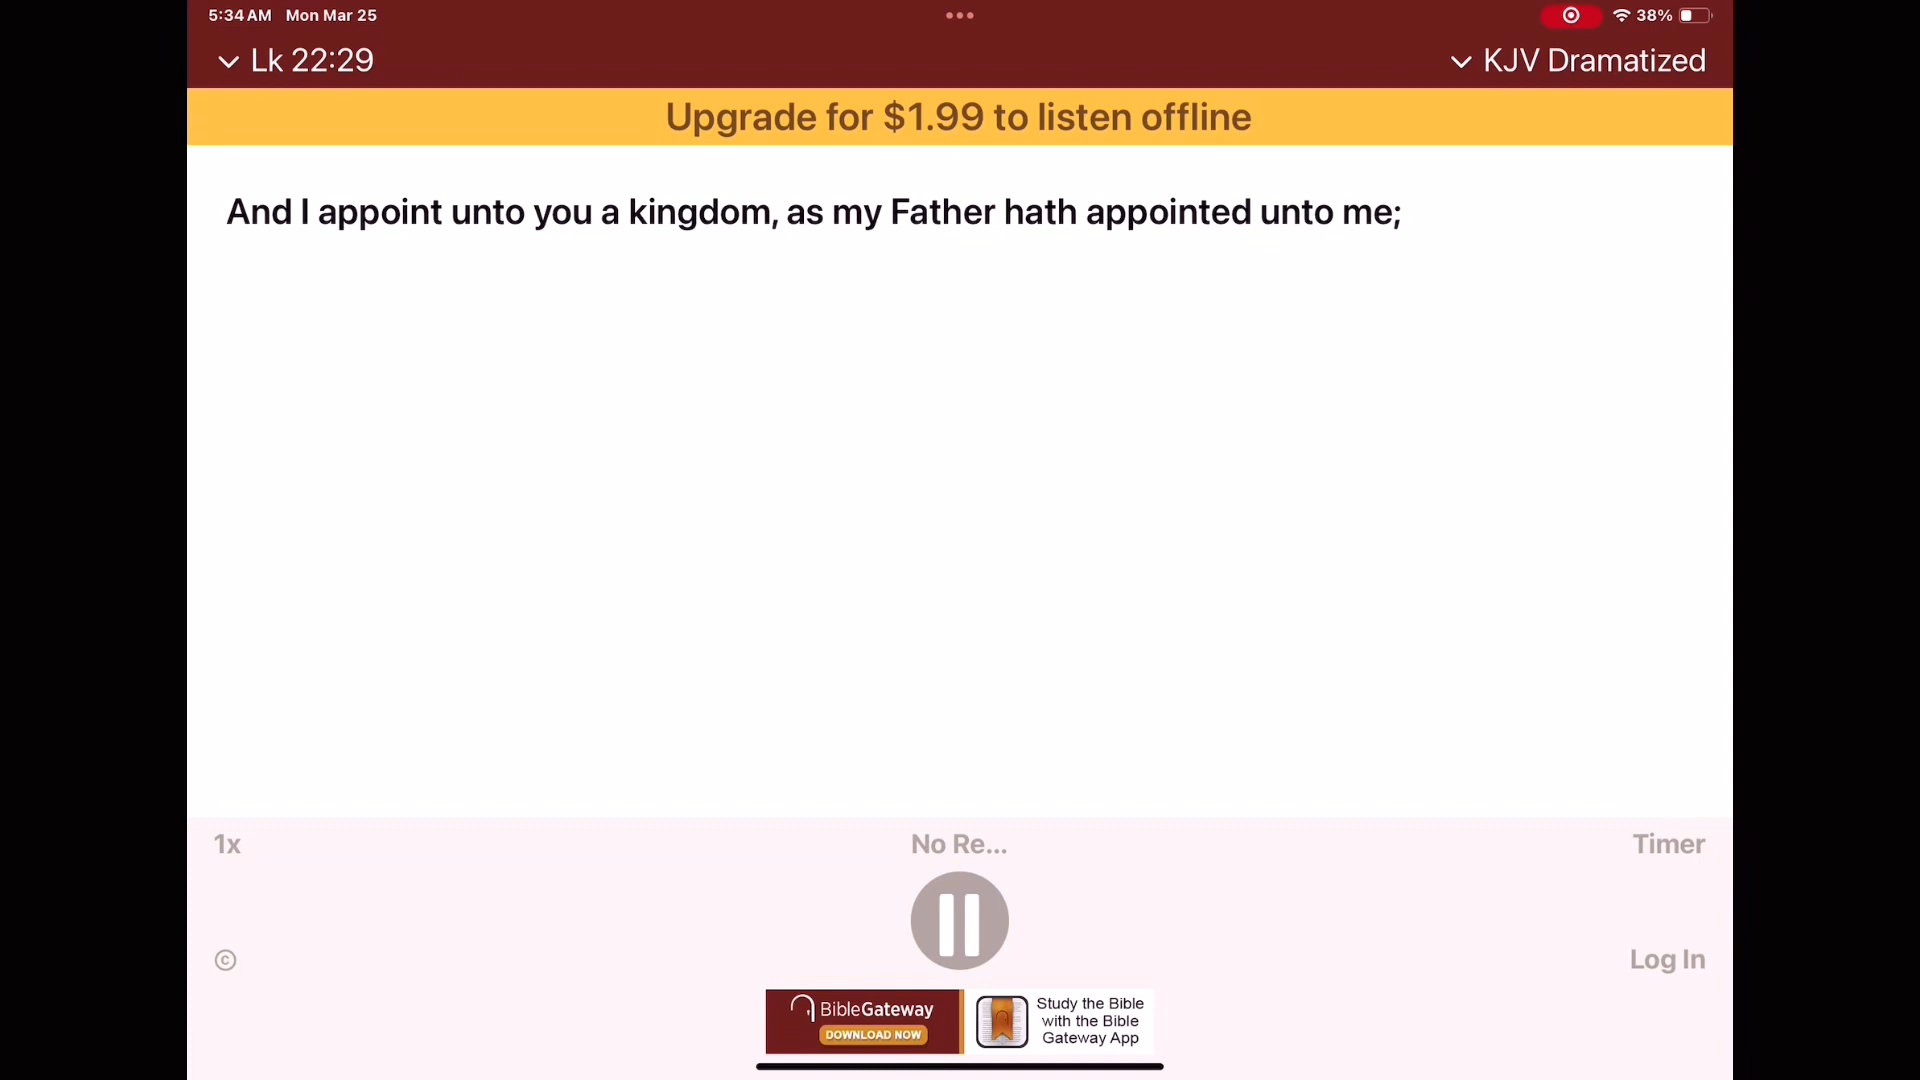 5:34 AM Mon Mar 25
38%
Lk 22:29
KJV Dramatized
Upgrade for $1.99 to listen offline
And I appoint unto you a kingdom, as my Father hath appointed unto me;
1x
No Re...
Timer
©
Log In
BibleGateway
DOWNLOAD NOW
Study the Bible
with the Bible
Gateway App